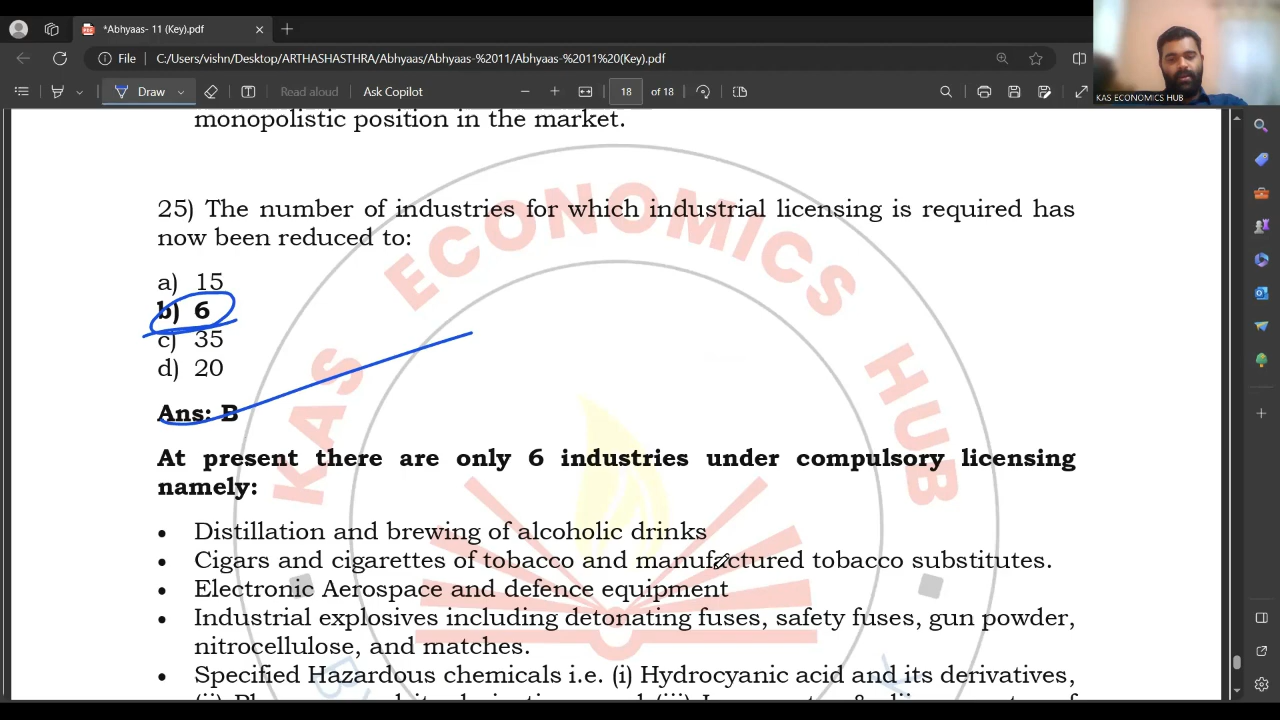 *Abhyaas- 11 (Key).pdf
File C:/Users/vishn/Desktop/ARTHASHASTHRA/Abhyaas/Abhyaas-%2011/Abhyaas-%2011%20(Key).pdf
Draw Read aloud Ask Copilot 18 of 18
KAS ECONOMICS HUB
monopolistic position in the market.
25) The number of industries for which industrial licensing is required has
now been reduced to:
a) 15
b) 6
c) 35
d) 20
Ans: B
At present there are only 6 industries under compulsory licensing
namely:
• Distillation and brewing of alcoholic drinks
• Cigars and cigarettes of tobacco and manufactured tobacco substitutes.
• Electronic Aerospace and defence equipment
• Industrial explosives including detonating fuses, safety fuses, gun powder,
nitrocellulose, and matches.
• Specified Hazardous chemicals i.e. (i) Hydrocyanic acid and its derivatives,
KAS ECONOMICS HUB